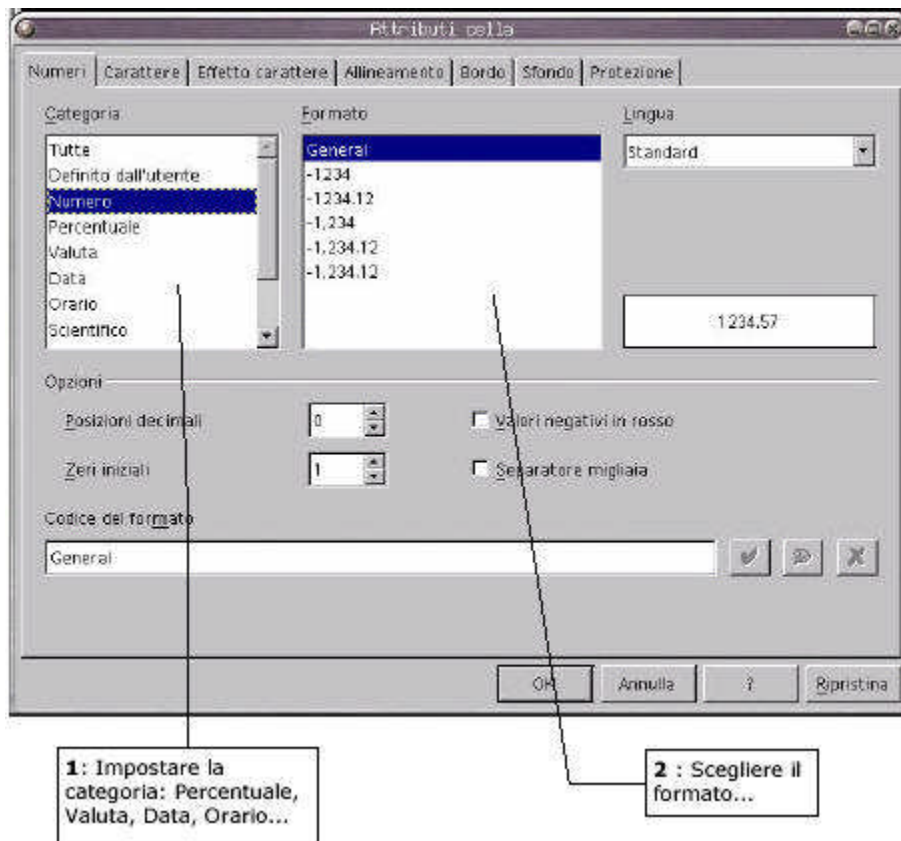 Attributi cella
Numeri Carattere Effetto carattere Allineamento Bordo Sfondo Protezione
Categoria
Tutte
Definito dall'utente
Numero
Percentuale
Valuta
Data
Orario
Scientifico
Formato
General
-1234
-1234.12
-1,234
-1,234.12
-1,234.12
Lingua
Standard
1234.57
Opzioni
Posizioni decimali
0
Valori negativi in rosso
Zeri iniziali
1
Separatore migliaia
Codice del formato
General
OK
Annulla
?
Ripristina
1: Impostare la
categoria: Percentuale,
Valuta, Data, Orario...
2 : Scegliere il
formato...